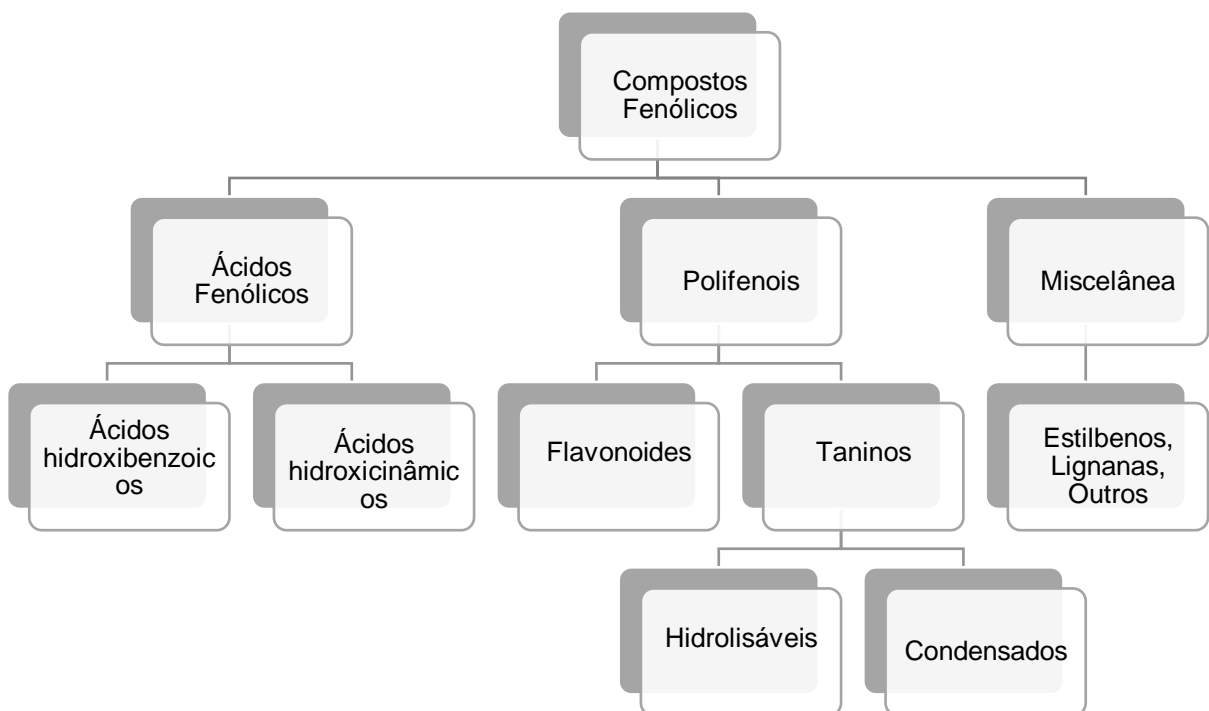 Compostos
Fenólicos
Ácidos
Fenólicos
Polifenois
Miscelânea
Ácidos
hidroxibenzoic
os
Ácidos
hidroxicinâmic
os
Flavonoides
Taninos
Estilbenos,
Lignanas,
Outros
Hidrolisáveis
Condensados